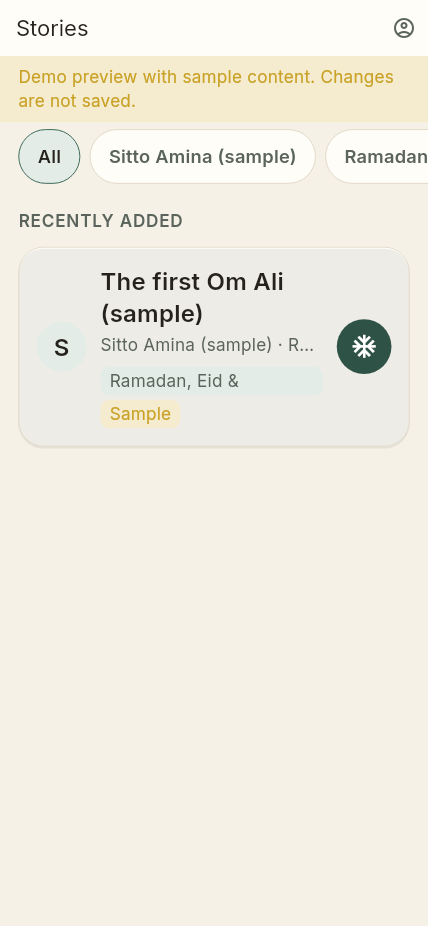 Stories
Demo preview with sample content. Changes
are not saved.
All
Sitto Amina (sample)
Ramadan
RECENTLY ADDED
The first Om Ali
(sample)
S
Sitto Amina (sample) · R...
Ramadan, Eid &
Sample